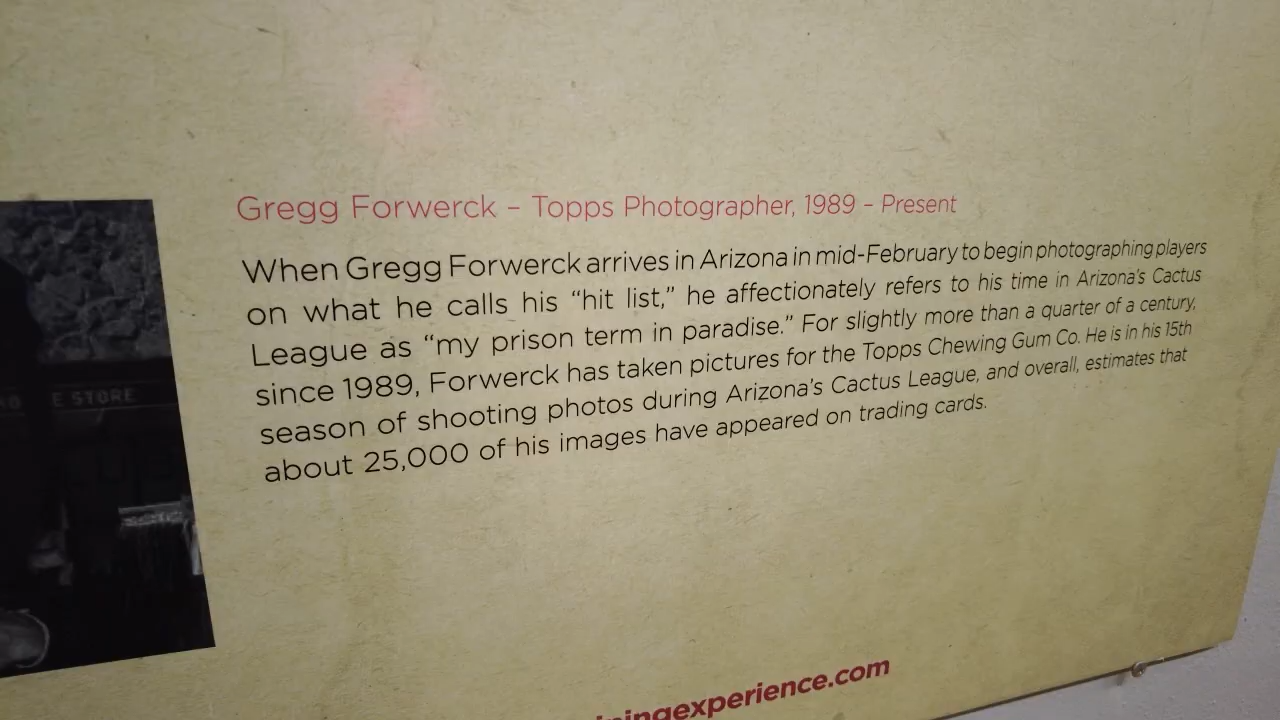 Gregg Forwerck – Topps Photographer, 1989 – Present
When Gregg Forwerck arrives in Arizona in mid-February to begin photographing players
on what he calls his “hit list,” he affectionately refers to his time in Arizona’s Cactus
League as “my prison term in paradise.” For slightly more than a quarter of a century,
since 1989, Forwerck has taken pictures for the Topps Chewing Gum Co. He is in his 15th
season of shooting photos during Arizona’s Cactus League, and overall, estimates that
about 25,000 of his images have appeared on trading cards.
E STORE